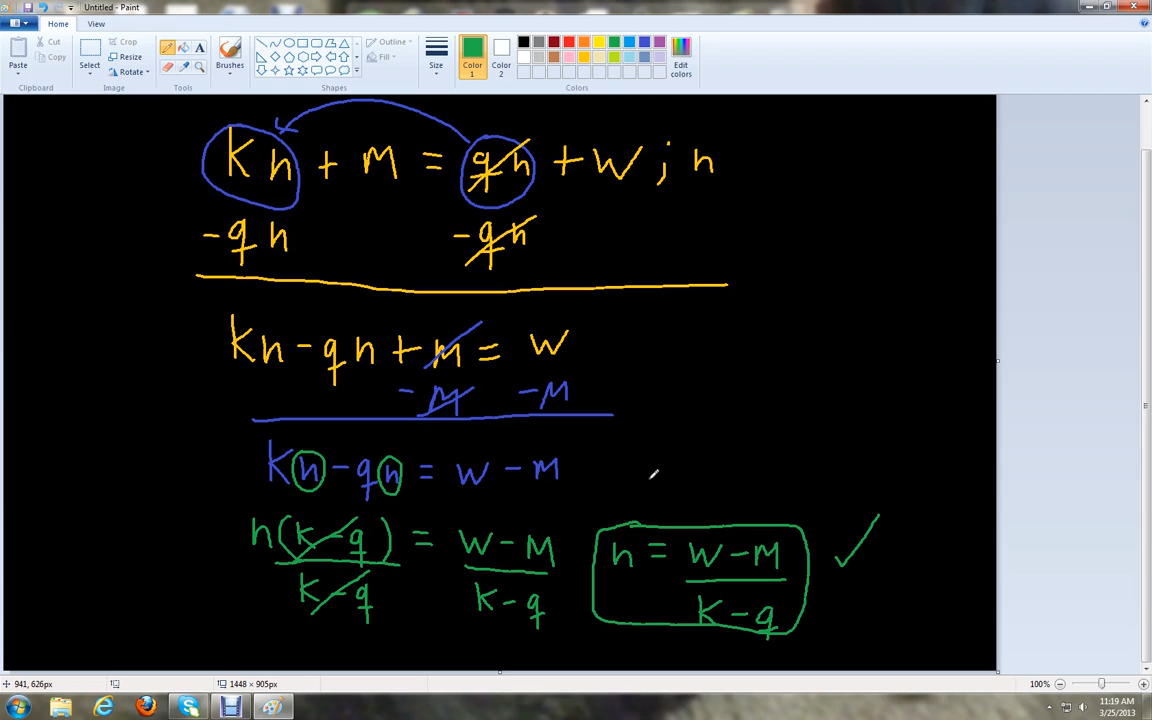 Untitled - Paint
Home View
Paste Cut Copy Clipboard
Select Crop Resize Rotate Image
Tools
Brushes
Outline Fill Shapes
Size
Color 1 Color 2 Edit colors Colors
Kn + M = qn + W ; n
-qn -qn
Kn - qn + M = W
- M - M
Kn - qn = W - M
n(K - q) = W - M
K - q K - q
n = W - M
K - q
941, 626px 1448 × 905px 100%
11:19 AM
3/25/2013